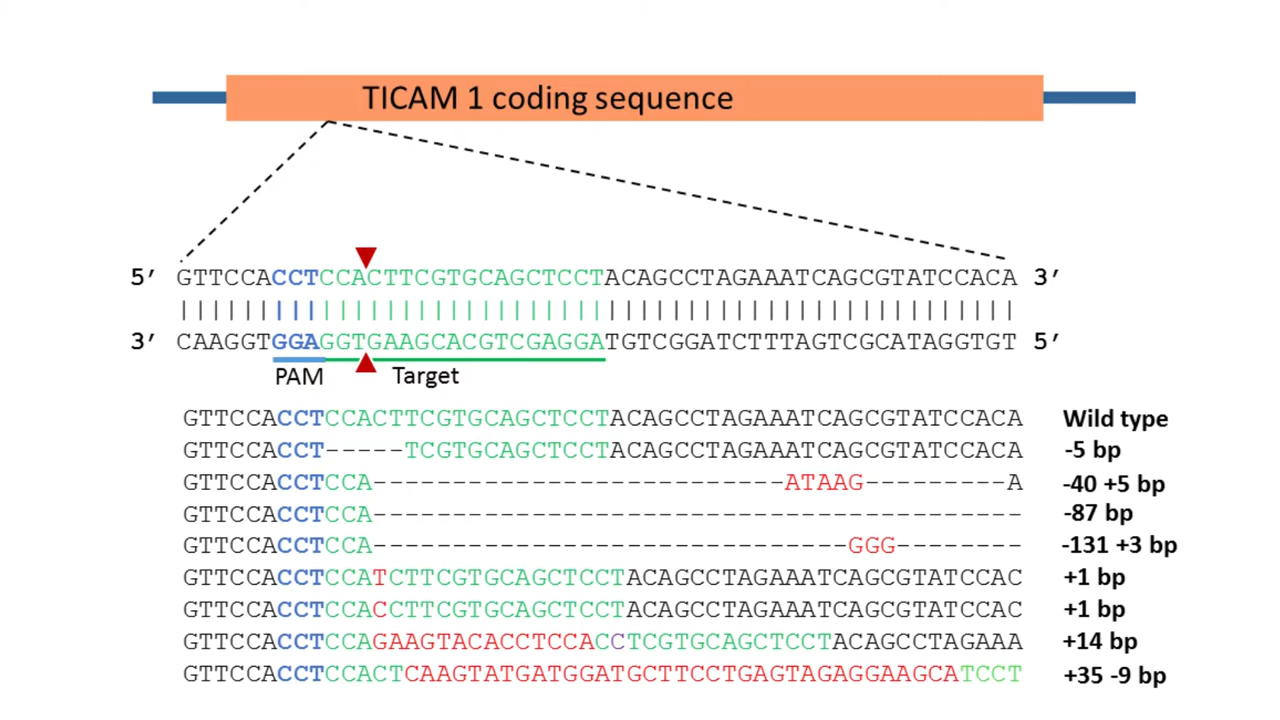 TICAM 1 coding sequence
5’ GTTCCACCTCCACTTCGTGCAGCTCCTACAGCCTAGAAATCAGCGTATCCACA 3’
3’ CAAGGTGGAGGTGAAGCACGTCGAGGATGTCGGATCTTTAGTCGCATAGGTGT 5’
PAM Target
GTTCCACCTCCACTTCGTGCAGCTCCTACAGCCTAGAAATCAGCGTATCCACA Wild type
GTTCCACCT-----TCGTGCAGCTCCTACAGCCTAGAAATCAGCGTATCCACA -5 bp
GTTCCACCTCCA--------------------------ATAAG---------A -40 +5 bp
GTTCCACCTCCA----------------------------------------- -87 bp
GTTCCACCTCCA------------------------------GGG-------- -131 +3 bp
GTTCCACCTCCATCTTCGTGCAGCTCCTACAGCCTAGAAATCAGCGTATCCAC +1 bp
GTTCCACCTCCACCTTCGTGCAGCTCCTACAGCCTAGAAATCAGCGTATCCAC +1 bp
GTTCCACCTCCAGAAGTACACCTCCACCTCGTGCAGCTCCTACAGCCTAGAAA +14 bp
GTTCCACCTCCACTCAAGTATGATGGATGCTTCCTGAGTAGAGGAAGCATCCT +35 -9 bp